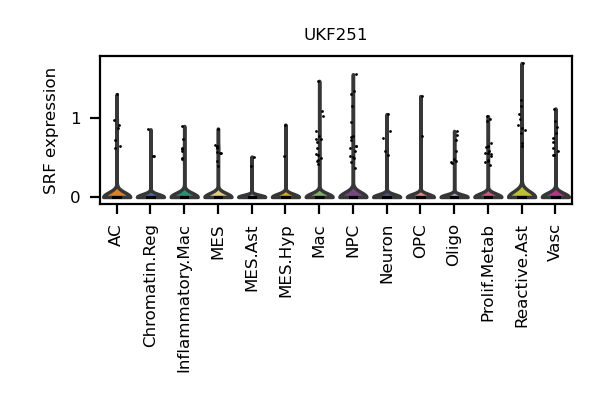 UKF251
SRF expression
1
0
AC
Chromatin.Reg
Inflammatory.Mac
MES
MES.Ast
MES.Hyp
Mac
NPC
Neuron
OPC
Oligo
Prolif.Metab
Reactive.Ast
Vasc